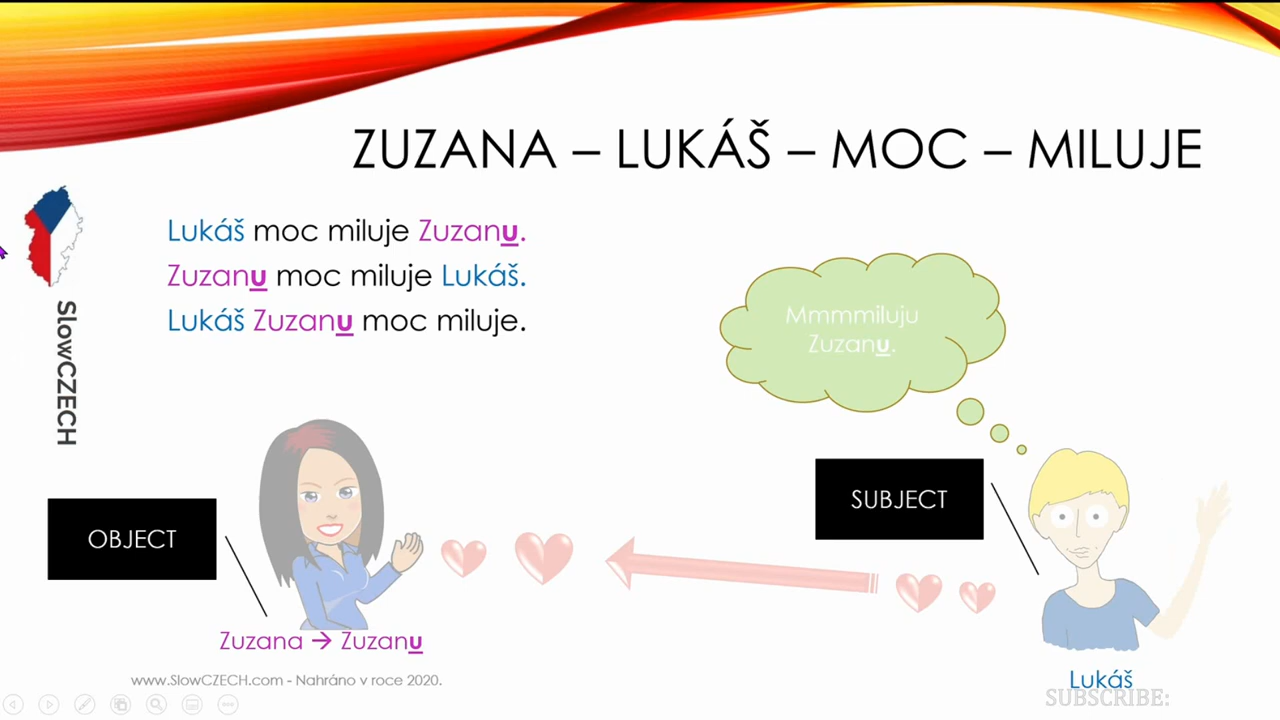 ZUZANA – LUKÁŠ – MOC – MILUJE
Lukáš moc miluje Zuzanu.
Zuzanu moc miluje Lukáš.
Lukáš Zuzanu moc miluje.
SlowCZECH
Mmmmiluju
Zuzanu.
SUBJECT
OBJECT
Zuzana → Zuzanu
Lukáš
www.SlowCZECH.com - Nahráno v roce 2020.
SUBSCRIBE: